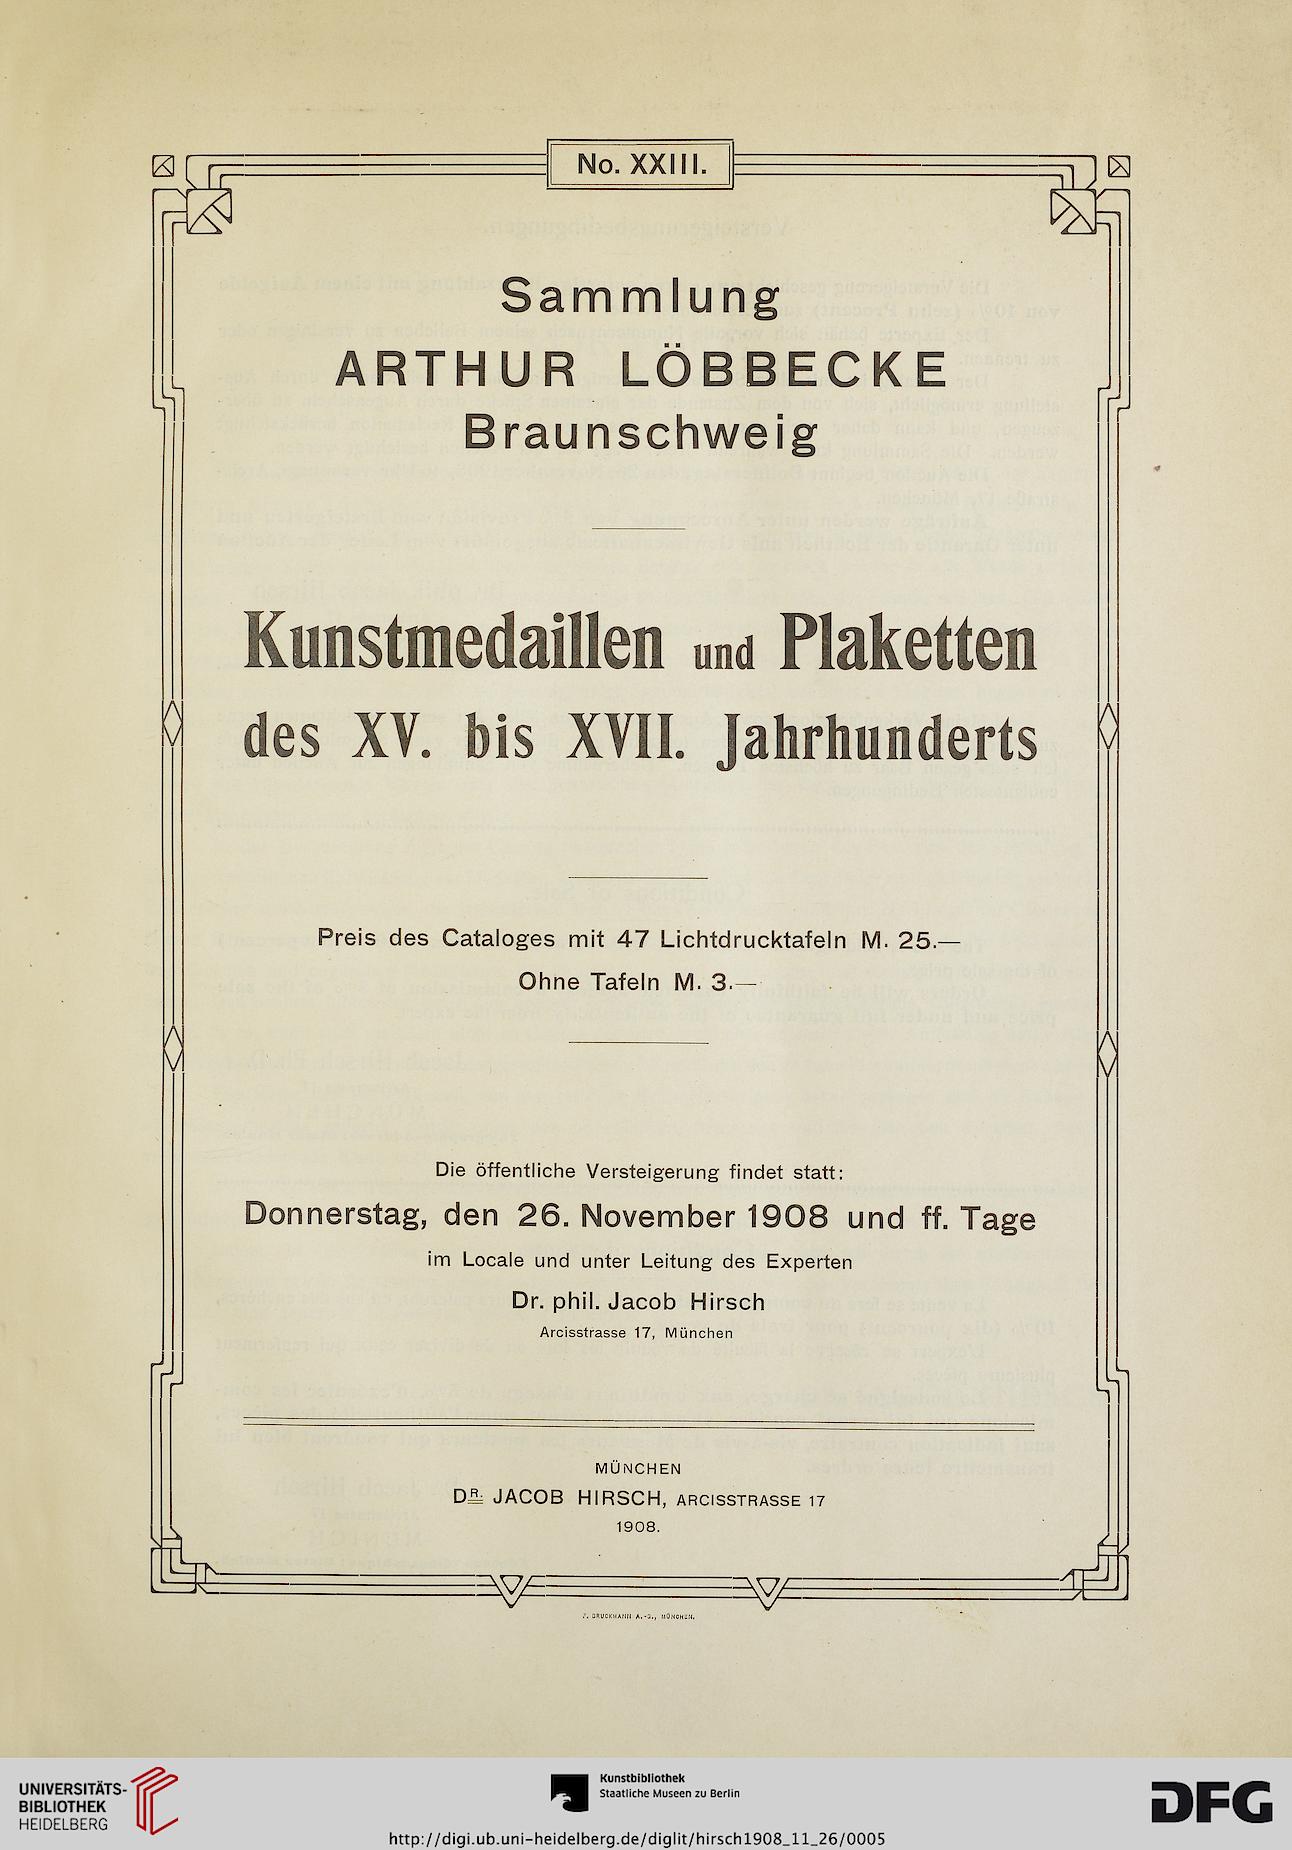 No. XXIII.
Sammlung
ARTHUR LÖBBECKE
Braunschweig
Kunstmedaillen und Plaketten
des XV. bis XVII. Jahrhunderts
Preis des Cataloges mit 47 Lichtdrucktafeln M. 25.—
Ohne Tafeln M. 3.—
Die öffentliche Versteigerung findet statt:
Donnerstag, den 26. November 1908 und ff. Tage
im Locale und unter Leitung des Experten
Dr. phil. Jacob Hirsch
Arcisstrasse 17, München
MÜNCHEN
DR. JACOB HIRSCH, ARCISSTRASSE 17
1908.
F. BRUCKMANN A.-G., MÜNCHEN.
UNIVERSITÄTS-
BIBLIOTHEK
HEIDELBERG
Kunstbibliothek
Staatliche Museen zu Berlin
http://digi.ub.uni-heidelberg.de/diglit/hirsch1908_11_26/0005
DFG